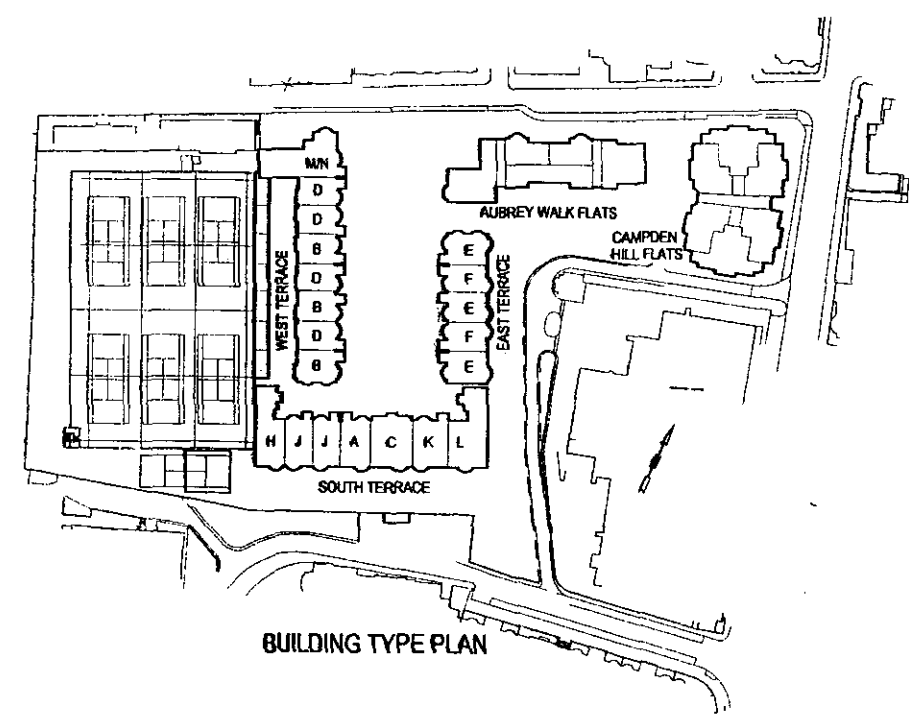 M/N
D
D
B
D
B
D
B
WEST TERRACE
AUBREY WALK FLATS
CAMPDEN
HILL FLATS
E
F
E
F
E
EAST TERRACE
H J J A C K L
SOUTH TERRACE
BUILDING TYPE PLAN